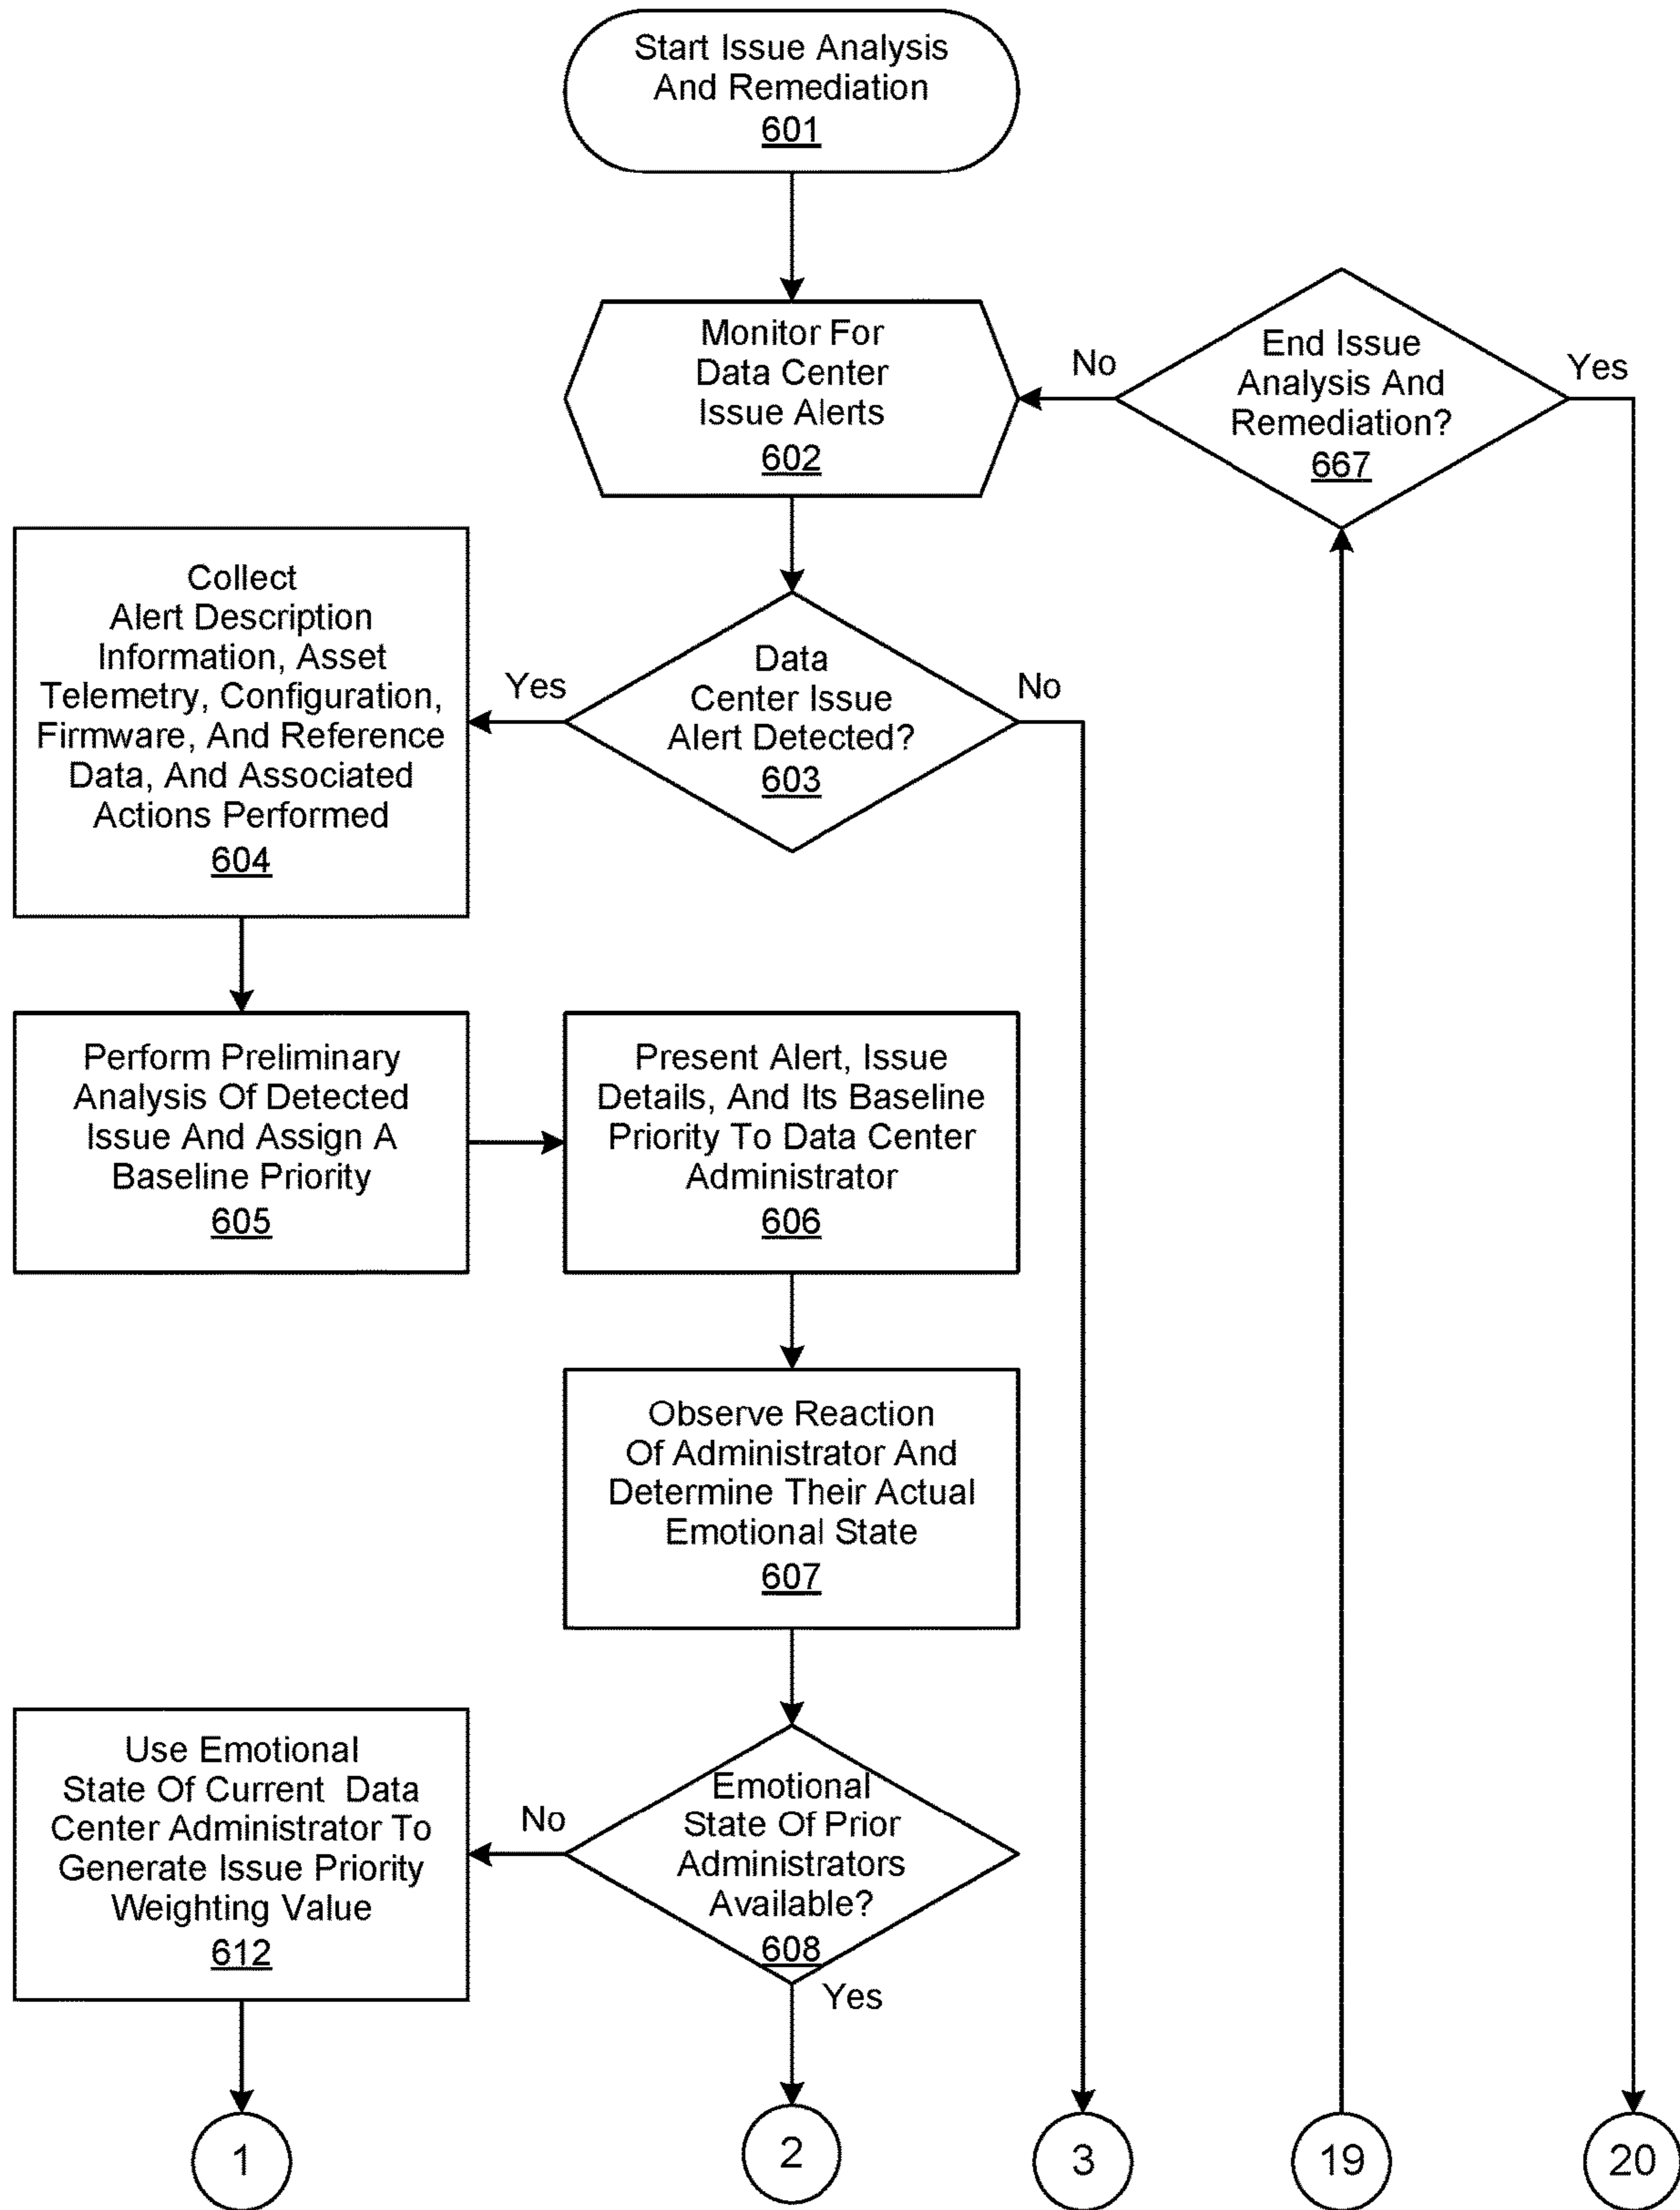 Start Issue Analysis
And Remediation
601
Monitor For
Data Center
Issue Alerts
602
No
End Issue
Analysis And
Remediation?
667
Yes
Collect
Alert Description
Information, Asset
Telemetry, Configuration,
Firmware, And Reference
Data, And Associated
Actions Performed
604
Yes
Data
Center Issue
Alert Detected?
603
No
Perform Preliminary
Analysis Of Detected
Issue And Assign A
Baseline Priority
605
Present Alert, Issue
Details, And Its Baseline
Priority To Data Center
Administrator
606
Observe Reaction
Of Administrator And
Determine Their Actual
Emotional State
607
Use Emotional
State Of Current Data
Center Administrator To
Generate Issue Priority
Weighting Value
612
No
Emotional
State Of Prior
Administrators
Available?
608
Yes
1
2
3
19
20